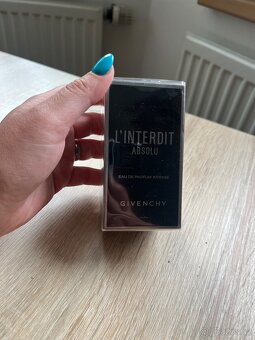 L'INTERDIT
ABSOLU
EAU DE PARFUM INTENSE
GIVENCHY